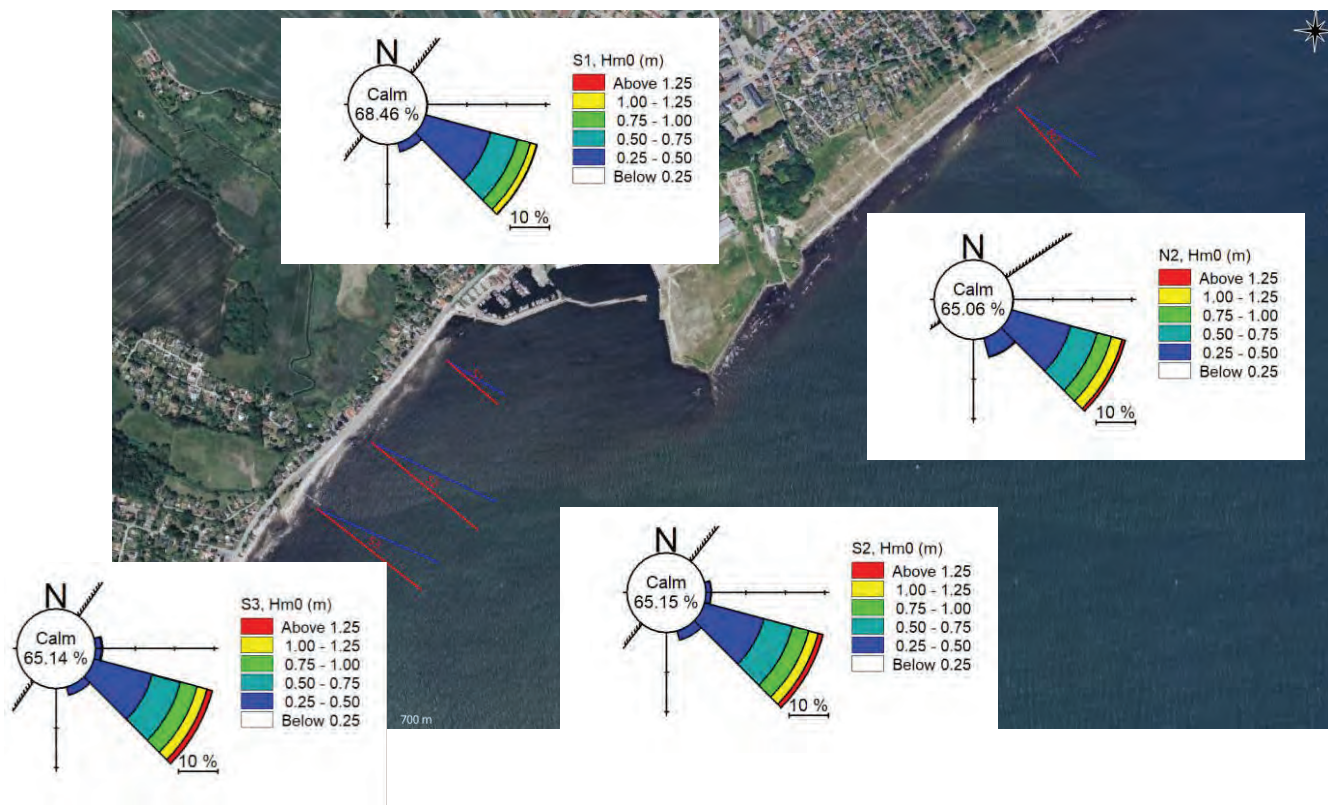 N
Calm
68.46 %
10 %
S1, Hm0 (m)
Above 1.25
1.00 - 1.25
0.75 - 1.00
0.50 - 0.75
0.25 - 0.50
Below 0.25
N
Calm
65.06 %
10 %
N2, Hm0 (m)
Above 1.25
1.00 - 1.25
0.75 - 1.00
0.50 - 0.75
0.25 - 0.50
Below 0.25
S1
S2
S3
N
Calm
65.15 %
10 %
S2, Hm0 (m)
Above 1.25
1.00 - 1.25
0.75 - 1.00
0.50 - 0.75
0.25 - 0.50
Below 0.25
N
Calm
65.14 %
10 %
S3, Hm0 (m)
Above 1.25
1.00 - 1.25
0.75 - 1.00
0.50 - 0.75
0.25 - 0.50
Below 0.25
700 m